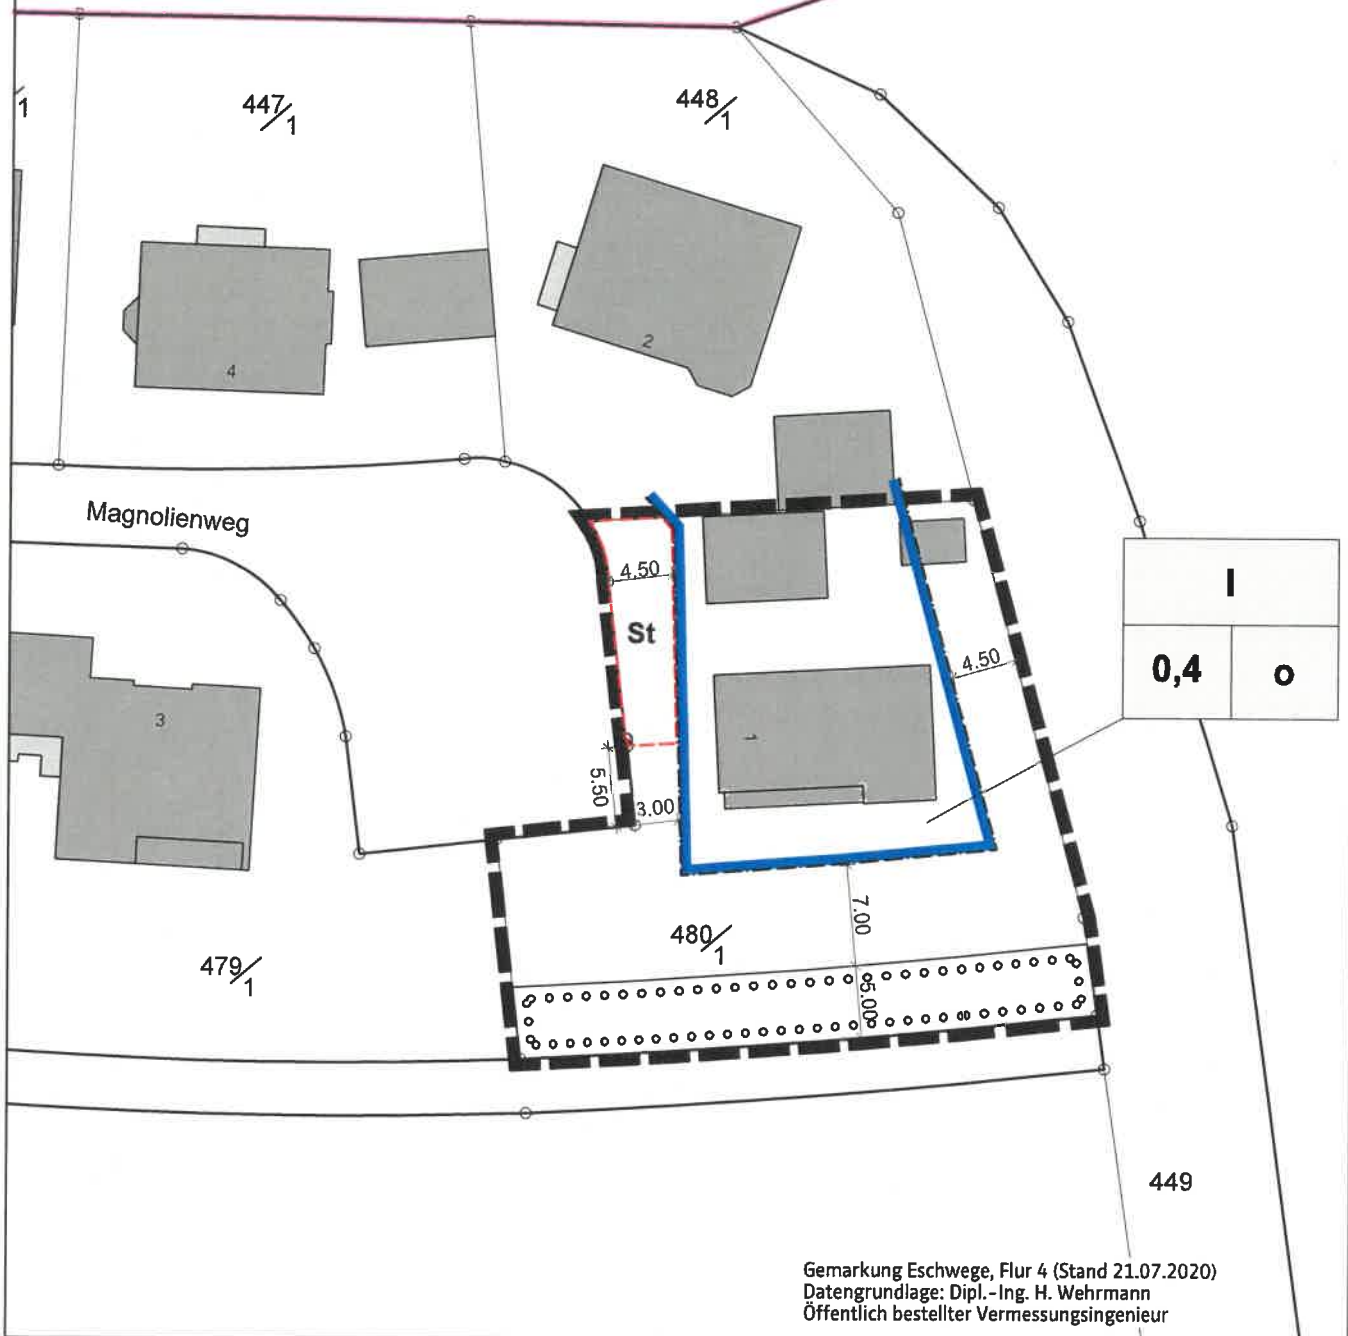 447/1
448/1
/1
4
2
Magnolienweg
4.50
I
St
0,4
o
4.50
3
1
5.50
3.00
7.00
480/1
479/1
5.00
449
Gemarkung Eschwege, Flur 4 (Stand 21.07.2020)
Datengrundlage: Dipl.-Ing. H. Wehrmann
Öffentlich bestellter Vermessungsingenieur